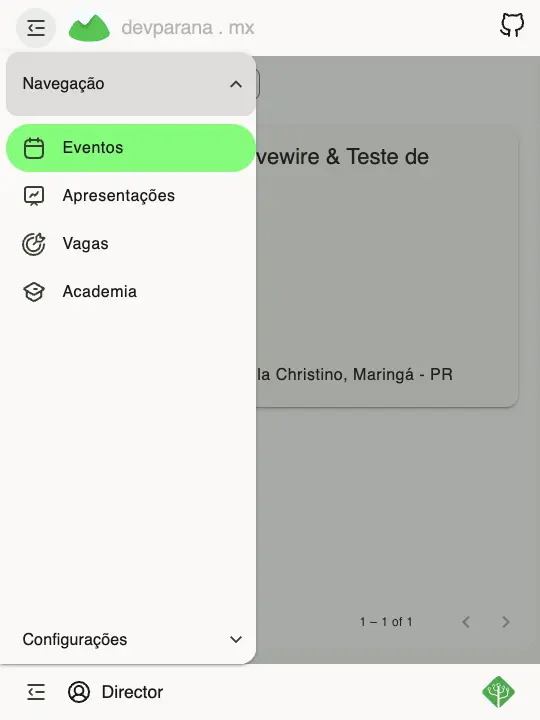 devparana . mx
Navegação
Eventos
vewire & Teste de
Apresentações
Vagas
Academia
la Christino, Maringá - PR
1 – 1 of 1
Configurações
Director